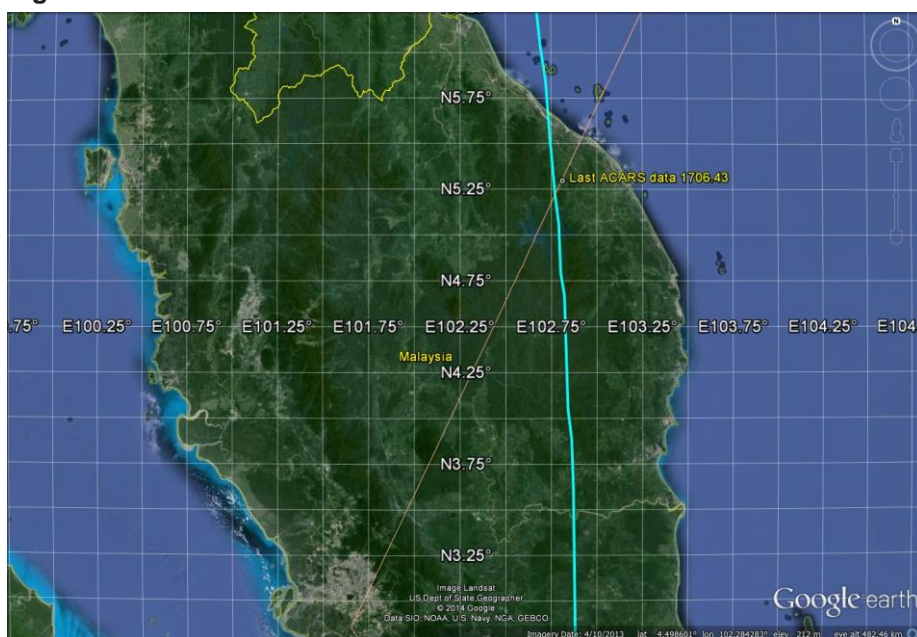 N
N5.75°
Last ACARS data 1706:43
N5.25°
N4.75°
.75° E100.25° E100.75° E101.25° E101.75° E102.25° E102.75° E103.25° E103.75° E104.25° E104
Malaysia
N4.25°
N3.75°
N3.25°
Image Landsat
US Dept of State Geographer
© 2014 Google
Data SIO, NOAA, U.S. Navy, NGA, GEBCO
Google earth
Imagery Date: 4/10/2013 lat 4.498601° lon 102.284283° elev 212 m eye alt 482.46 km